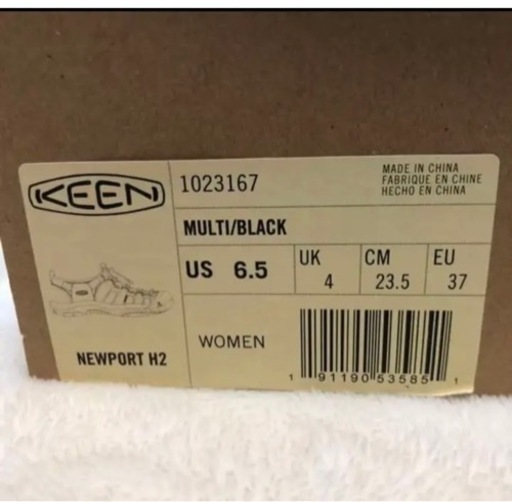 KEEN
1023167
MADE IN CHINA
FABRIQUE EN CHINE
HECHO EN CHINA
MULTI/BLACK
US 6.5
UK 4
CM 23.5
EU 37
NEWPORT H2
WOMEN
1 91190 53585 1